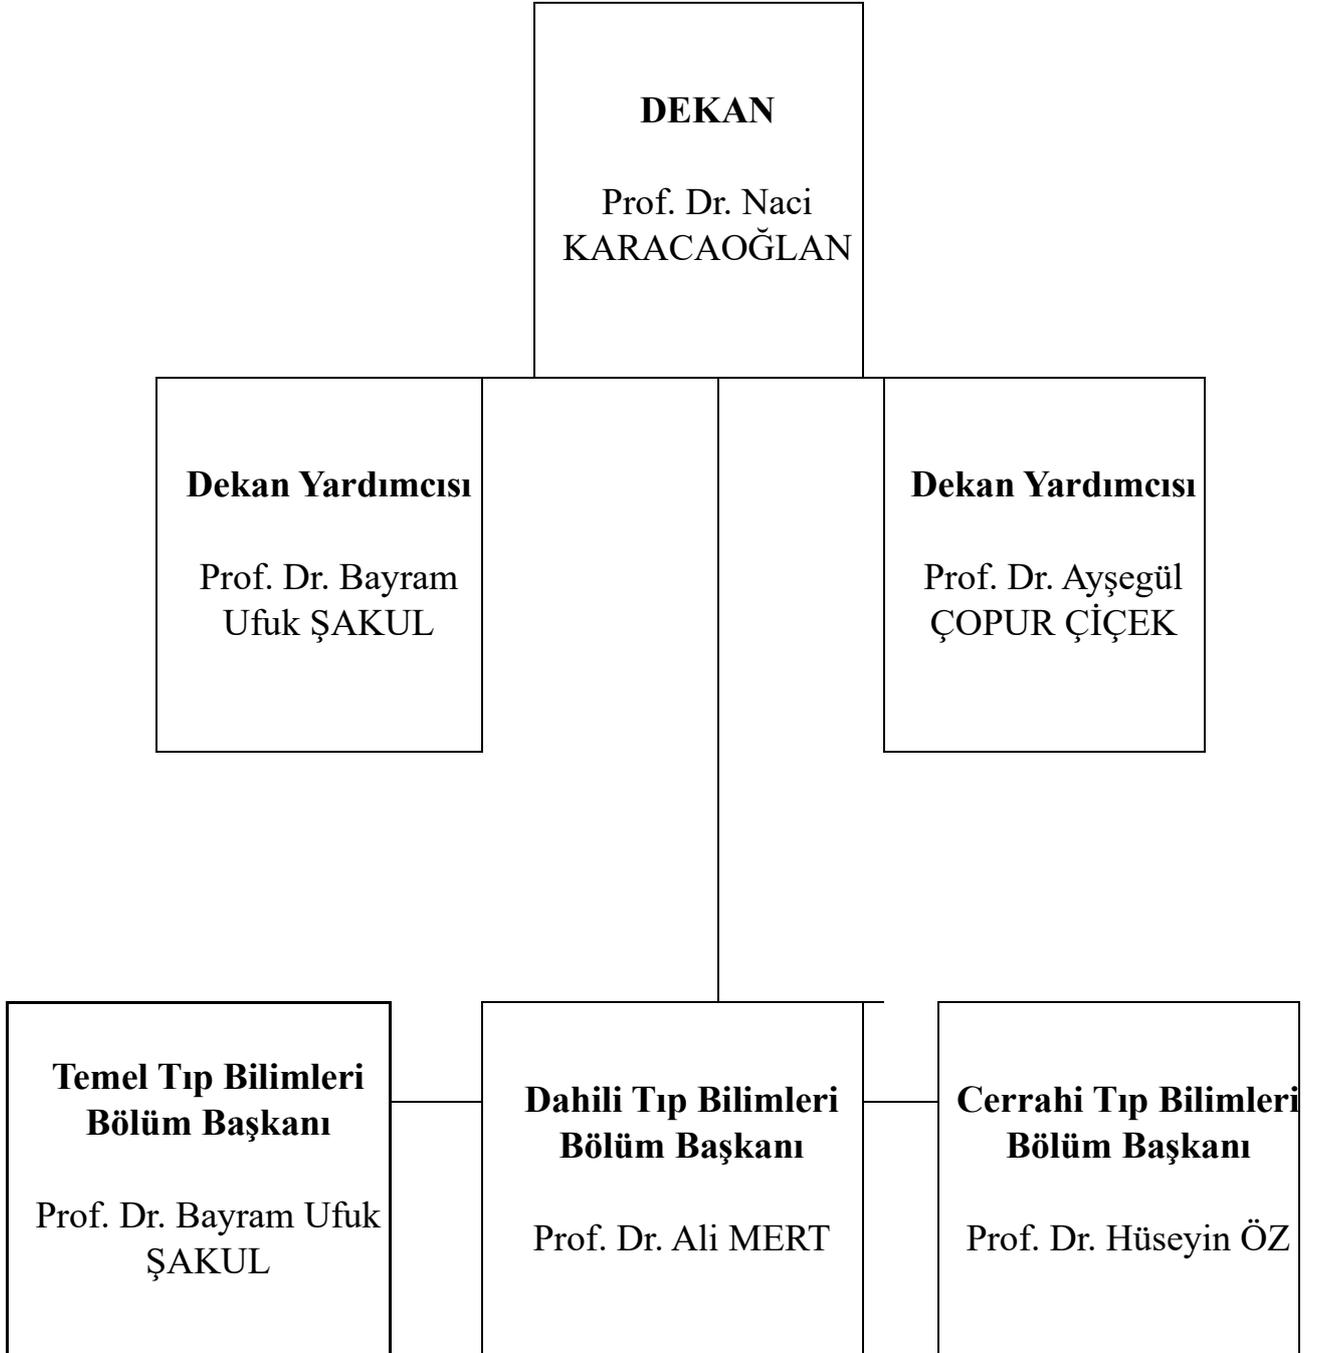 DEKAN
Prof. Dr. Naci
KARACAOĞLAN
Dekan Yardımcısı
Prof. Dr. Bayram
Ufuk ŞAKUL
Dekan Yardımcısı
Prof. Dr. Ayşegül
ÇOPUR ÇİÇEK
Temel Tıp Bilimleri
Bölüm Başkanı
Prof. Dr. Bayram Ufuk
ŞAKUL
Dahili Tıp Bilimleri
Bölüm Başkanı
Prof. Dr. Ali MERT
Cerrahi Tıp Bilimleri
Bölüm Başkanı
Prof. Dr. Hüseyin ÖZ